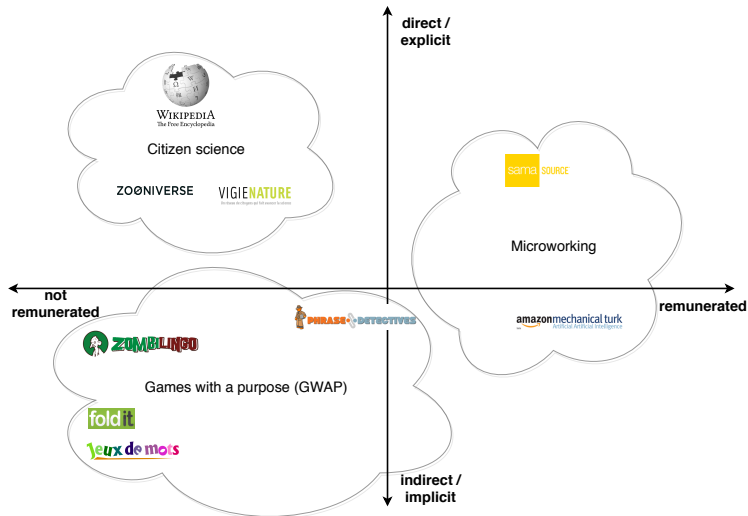 direct /
explicit
WIKIPEDIA
The Free Encyclopedia
Citizen science
ZOONIVERSE
VIGIENATURE
sama SOURCE
Microworking
not
remunerated
remunerated
PHRASE DETECTIVES
amazonmechanical turk
Artificial Artificial Intelligence
ZOMBILINGO
Games with a purpose (GWAP)
foldit
Jeux de mots
indirect /
implicit